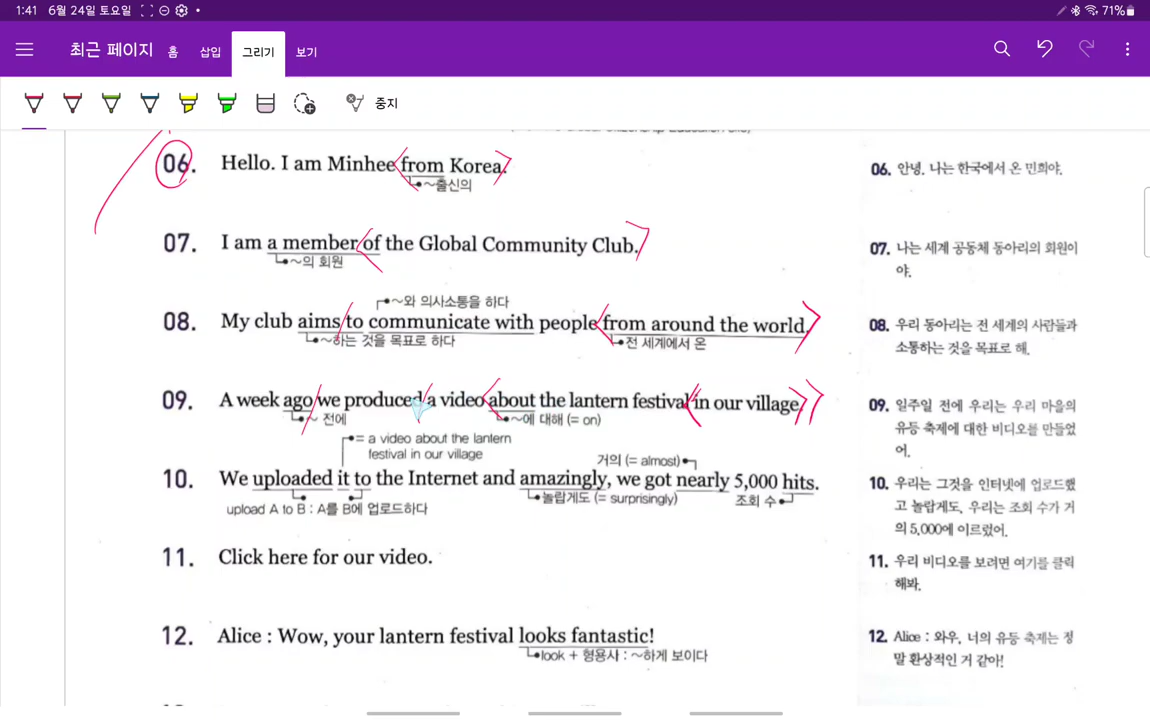 1:41 6월 24일 토요일
71%
최근 페이지 홈 삽입 그리기 보기
중지
06. Hello. I am Minhee from Korea.
~출신의
06. 안녕. 나는 한국에서 온 민희야.
07. I am a member of the Global Community Club.
~의 회원
07. 나는 세계 공동체 동아리의 회원이
야.
~와 의사소통을 하다
08. My club aims to communicate with people from around the world.
~하는 것을 목표로 하다
전 세계에서 온
08. 우리 동아리는 전 세계의 사람들과
소통하는 것을 목표로 해.
09. A week ago we produced a video about the lantern festival in our village.
~ 전에
~에 대해 (= on)
09. 일주일 전에 우리는 우리 마을의
유등 축제에 대한 비디오를 만들었
어.
= a video about the lantern
festival in our village
거의 (= almost)
10. We uploaded it to the Internet and amazingly, we got nearly 5,000 hits.
upload A to B : A를 B에 업로드하다
놀랍게도 (= surprisingly)
조회 수
10. 우리는 그것을 인터넷에 업로드했
고 놀랍게도, 우리는 조회 수가 거
의 5,000에 이르렀어.
11. Click here for our video.
11. 우리 비디오를 보려면 여기를 클릭
해봐.
12. Alice : Wow, your lantern festival looks fantastic!
look + 형용사 : ~하게 보이다
12. Alice : 와우, 너의 유등 축제는 정
말 환상적인 거 같아!